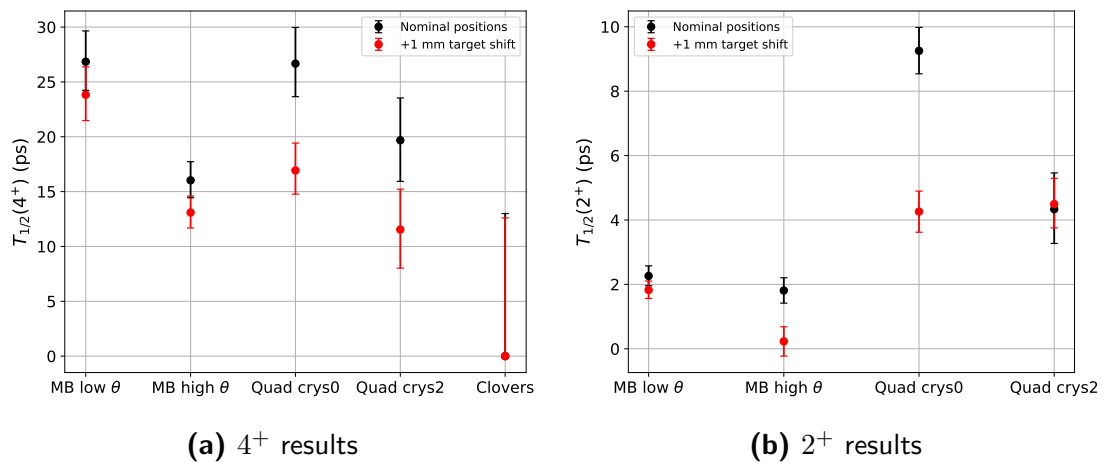 Nominal positions
+1 mm target shift
30
25
20
15
10
5
0
T₁/₂(4⁺) (ps)
MB low θ MB high θ Quad crys0 Quad crys2 Clovers
(a) 4⁺ results
Nominal positions
+1 mm target shift
10
8
6
4
2
0
T₁/₂(2⁺) (ps)
MB low θ MB high θ Quad crys0 Quad crys2
(b) 2⁺ results